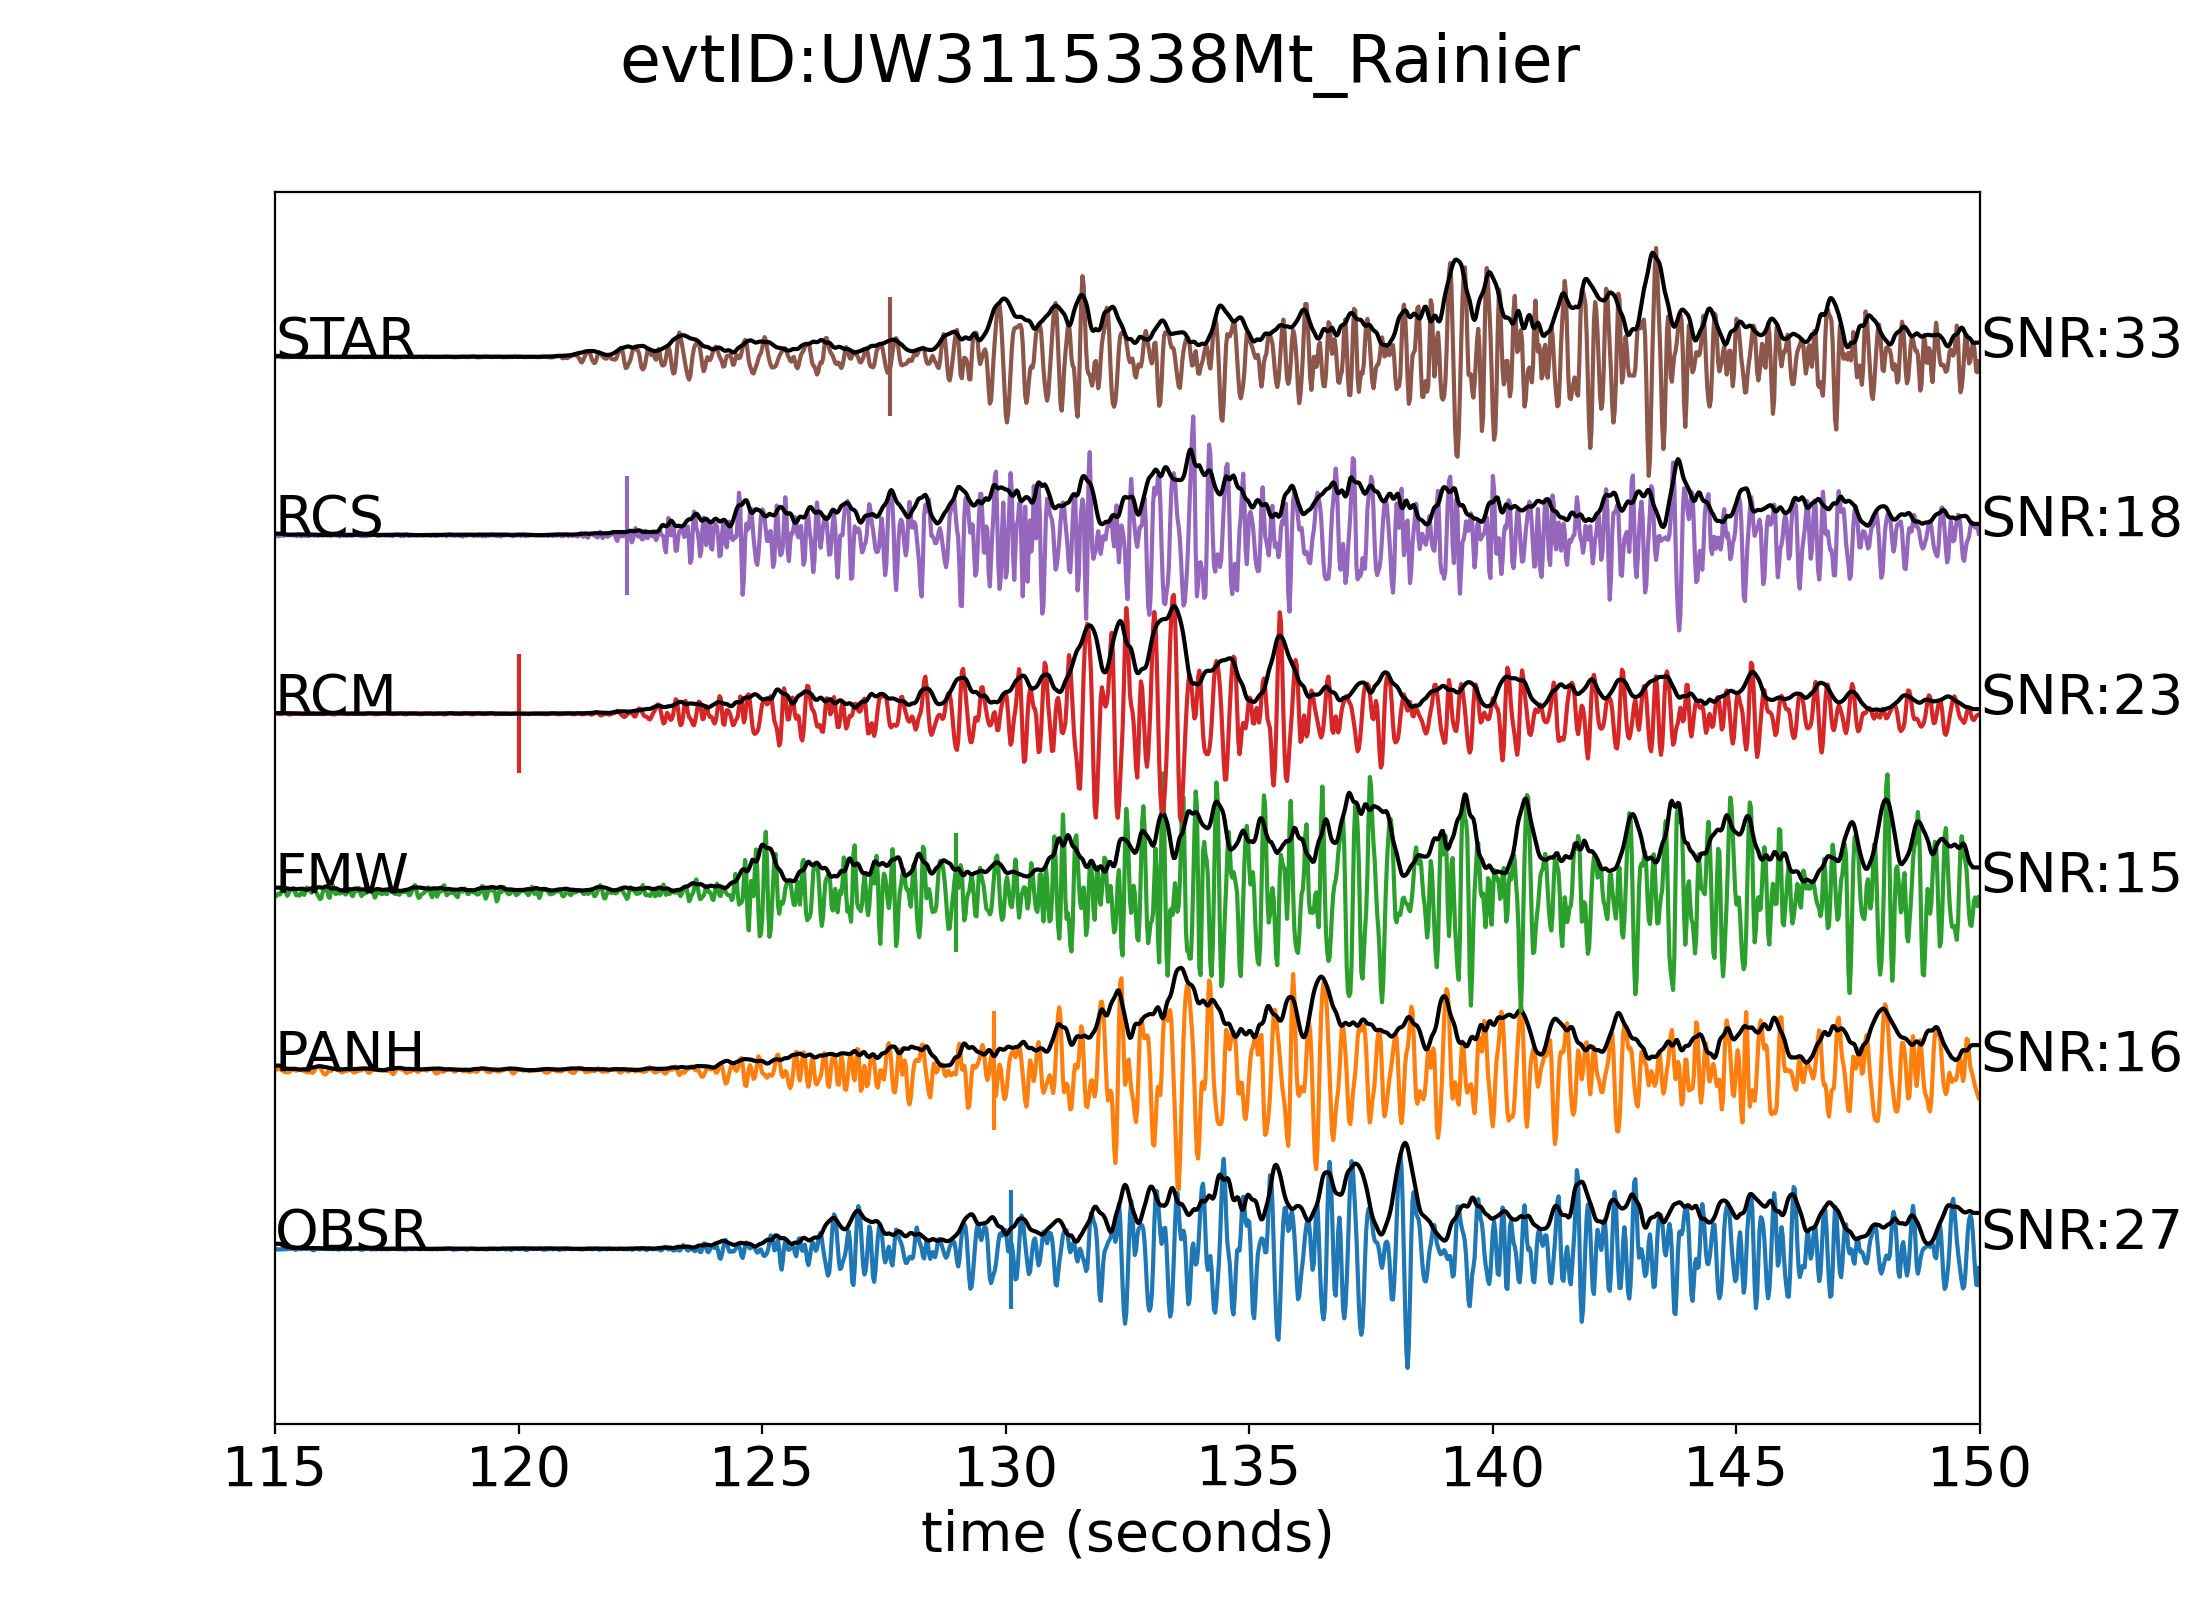 evtID:UW3115338Mt_Rainier
STAR SNR:33
RCS SNR:18
RCM SNR:23
FMW SNR:15
PANH SNR:16
OBSR SNR:27
115 120 125 130 135 140 145 150
time (seconds)